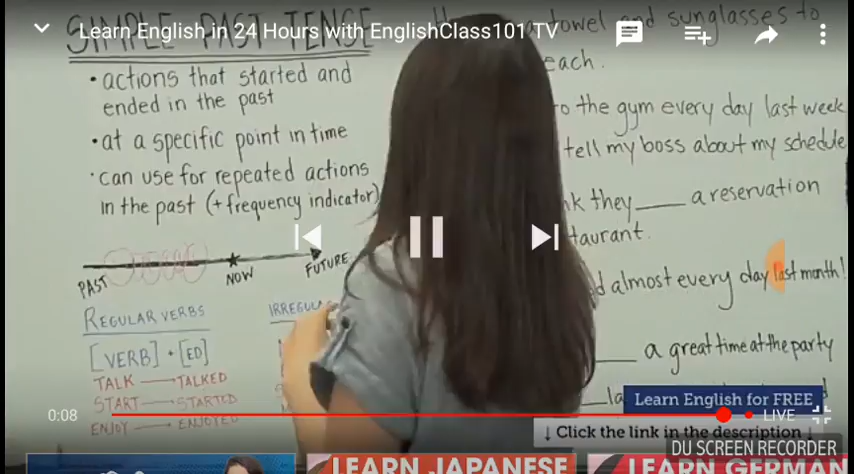 Learn English in 24 Hours with EnglishClass101 TV
SIMPLE PAST TENSE
• actions that started and
ended in the past
• at a specific point in time
• can use for repeated actions
in the past (+ frequency indicator)
PAST
NOW
FUTURE
REGULAR VERBS
[VERB] + [ED]
TALK → TALKED
START → STARTED
ENJOY → ENJOYED
towel and sunglasses to
the gym every day last week
tell my boss about my schedule
they ____ a reservation
almost every day last month!
____ a great time at the party
0:08
LIVE
Learn English for FREE
↓ Click the link in the description ↓
DU SCREEN RECORDER
LEARN JAPANESE
LEARN GERMAN